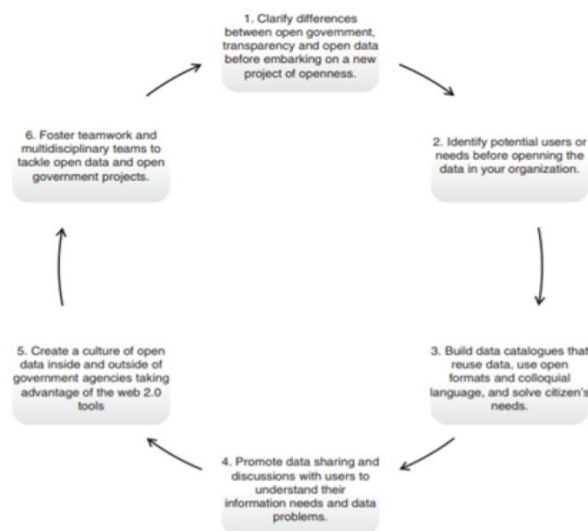 1. Clarify differences
between open government,
transparency and open data
before embarking on a new
project of openness.
2. Identify potential users or
needs before openning the
data in your organization.
3. Build data catalogues that
reuse data, use open
formats and colloquial
language, and solve citizen's
needs.
4. Promote data sharing and
discussions with users to
understand their
information needs and data
problems.
5. Create a culture of open
data inside and outside of
government agencies taking
advantage of the web 2.0
tools
6. Foster teamwork and
multidisciplinary teams to
tackle open data and open
government projects.